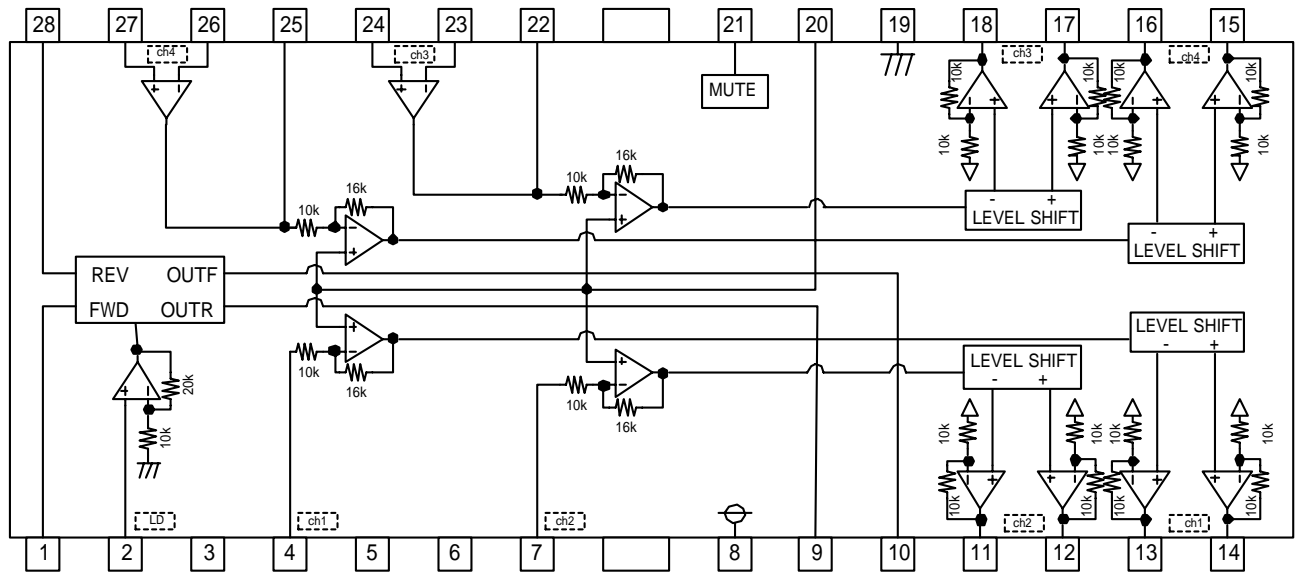 28 27 26 25 24 23 22 21 20 19 18 17 16 15
ch4 ch3 ch3 ch4
MUTE
10k 10k 10k 10k
10k 10k 10k 10k
16k
10k
16k
10k
- +
LEVEL SHIFT
- +
LEVEL SHIFT
REV OUTF
FWD OUTR
LEVEL SHIFT
- +
LEVEL SHIFT
- +
20k
10k
10k
16k
10k
16k
10k 10k 10k 10k
10k 10k 10k 10k
LD ch1 ch2 ch2 ch1
1 2 3 4 5 6 7 8 9 10 11 12 13 14